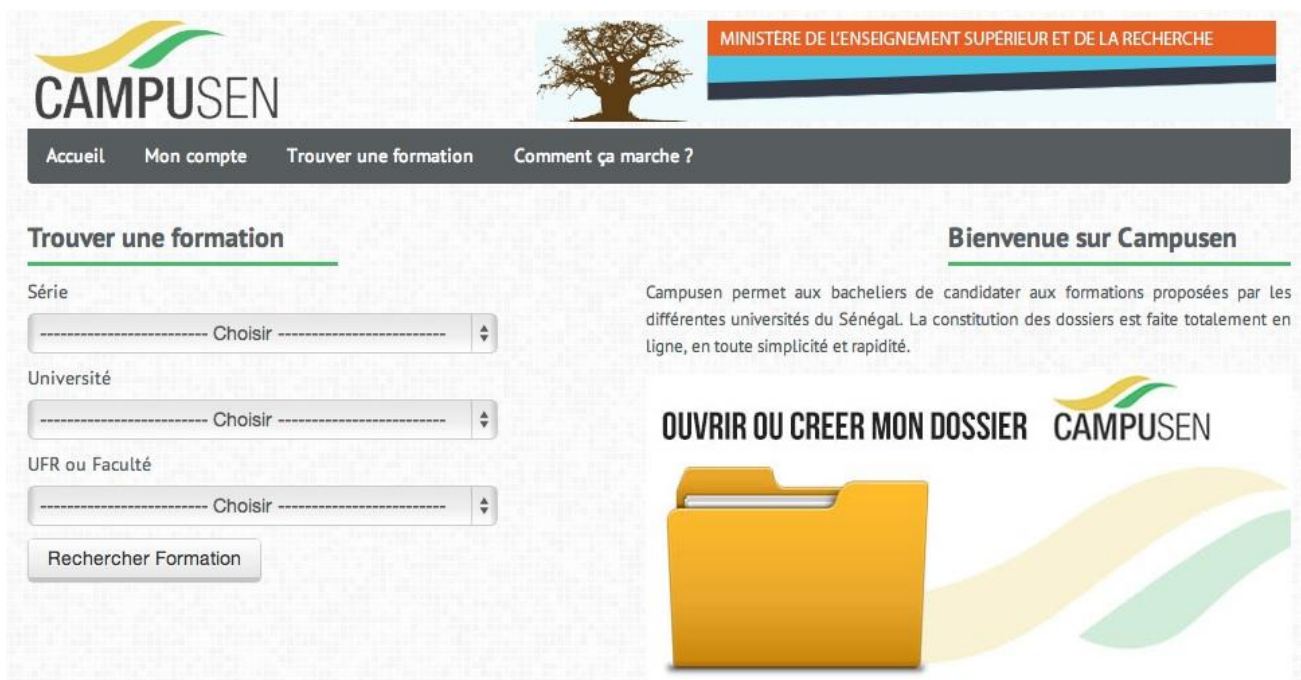 CAMPUSEN
MINISTÈRE DE L'ENSEIGNEMENT SUPÉRIEUR ET DE LA RECHERCHE
Accueil Mon compte Trouver une formation Comment ça marche ?
Trouver une formation
Série
------------------------- Choisir -------------------------
Université
------------------------- Choisir -------------------------
UFR ou Faculté
------------------------- Choisir -------------------------
Rechercher Formation
Bienvenue sur Campusen
Campusen permet aux bacheliers de candidater aux formations proposées par les
différentes universités du Sénégal. La constitution des dossiers est faite totalement en
ligne, en toute simplicité et rapidité.
OUVRIR OU CREER MON DOSSIER CAMPUSEN